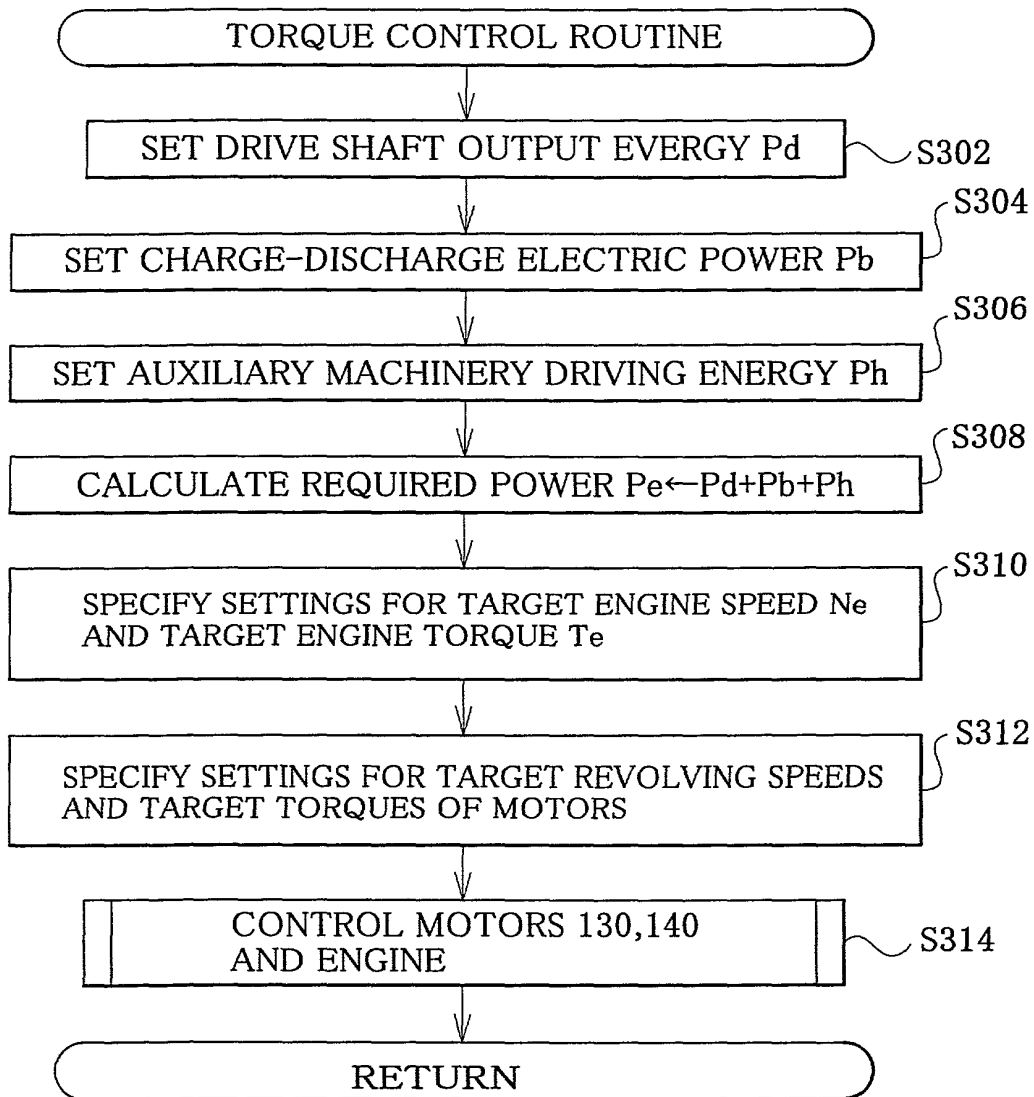 TORQUE CONTROL ROUTINE
SET DRIVE SHAFT OUTPUT EVERGY Pd
S302
S304
SET CHARGE-DISCHARGE ELECTRIC POWER Pb
S306
SET AUXILIARY MACHINERY DRIVING ENERGY Ph
S308
CALCULATE REQUIRED POWER Pe←Pd+Pb+Ph
S310
SPECIFY SETTINGS FOR TARGET ENGINE SPEED Ne
AND TARGET ENGINE TORQUE Te
S312
SPECIFY SETTINGS FOR TARGET REVOLVING SPEEDS
AND TARGET TORQUES OF MOTORS
CONTROL MOTORS 130,140
AND ENGINE
S314
RETURN